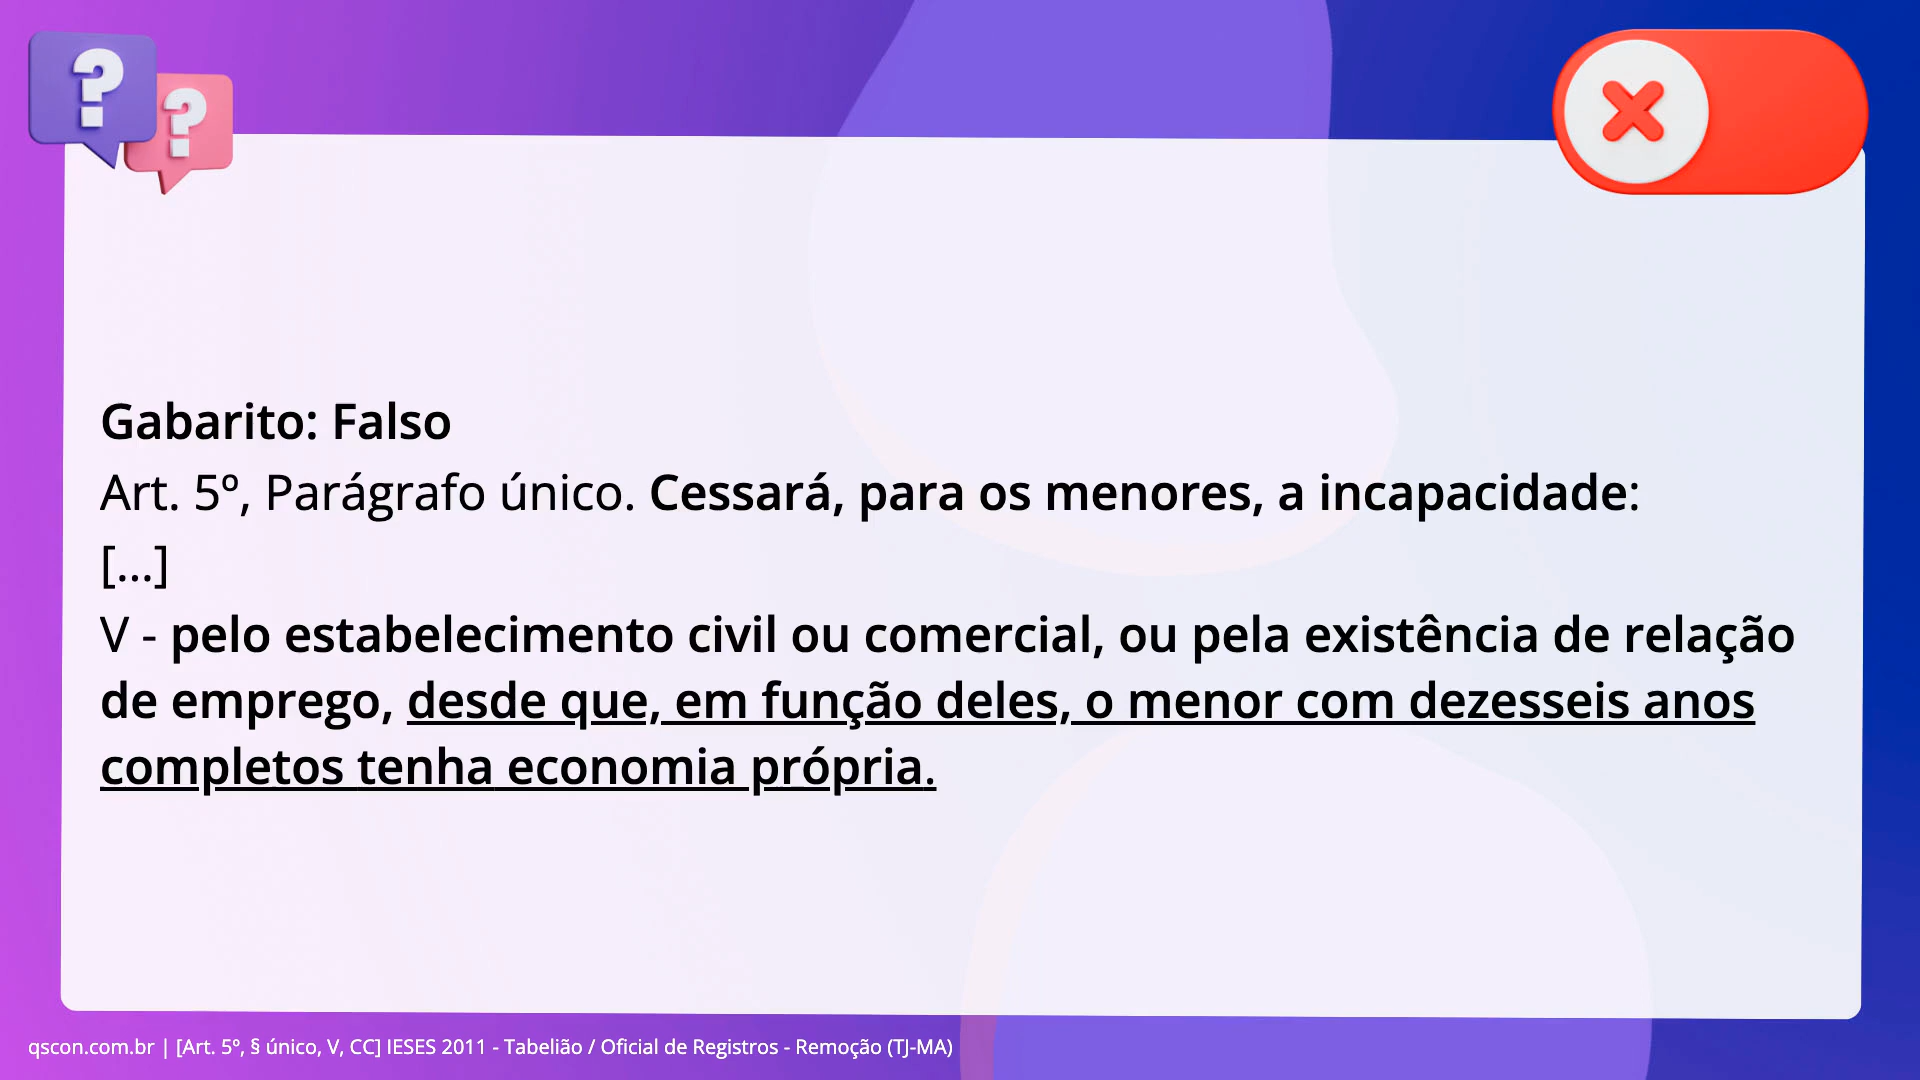 ? ?
Gabarito: Falso
Art. 5º, Parágrafo único. Cessará, para os menores, a incapacidade:
[...]
V - pelo estabelecimento civil ou comercial, ou pela existência de relação
de emprego, desde que, em função deles, o menor com dezesseis anos
completos tenha economia própria.
qscon.com.br | [Art. 5º, § único, V, CC] IESES 2011 - Tabelião / Oficial de Registros - Remoção (TJ-MA)